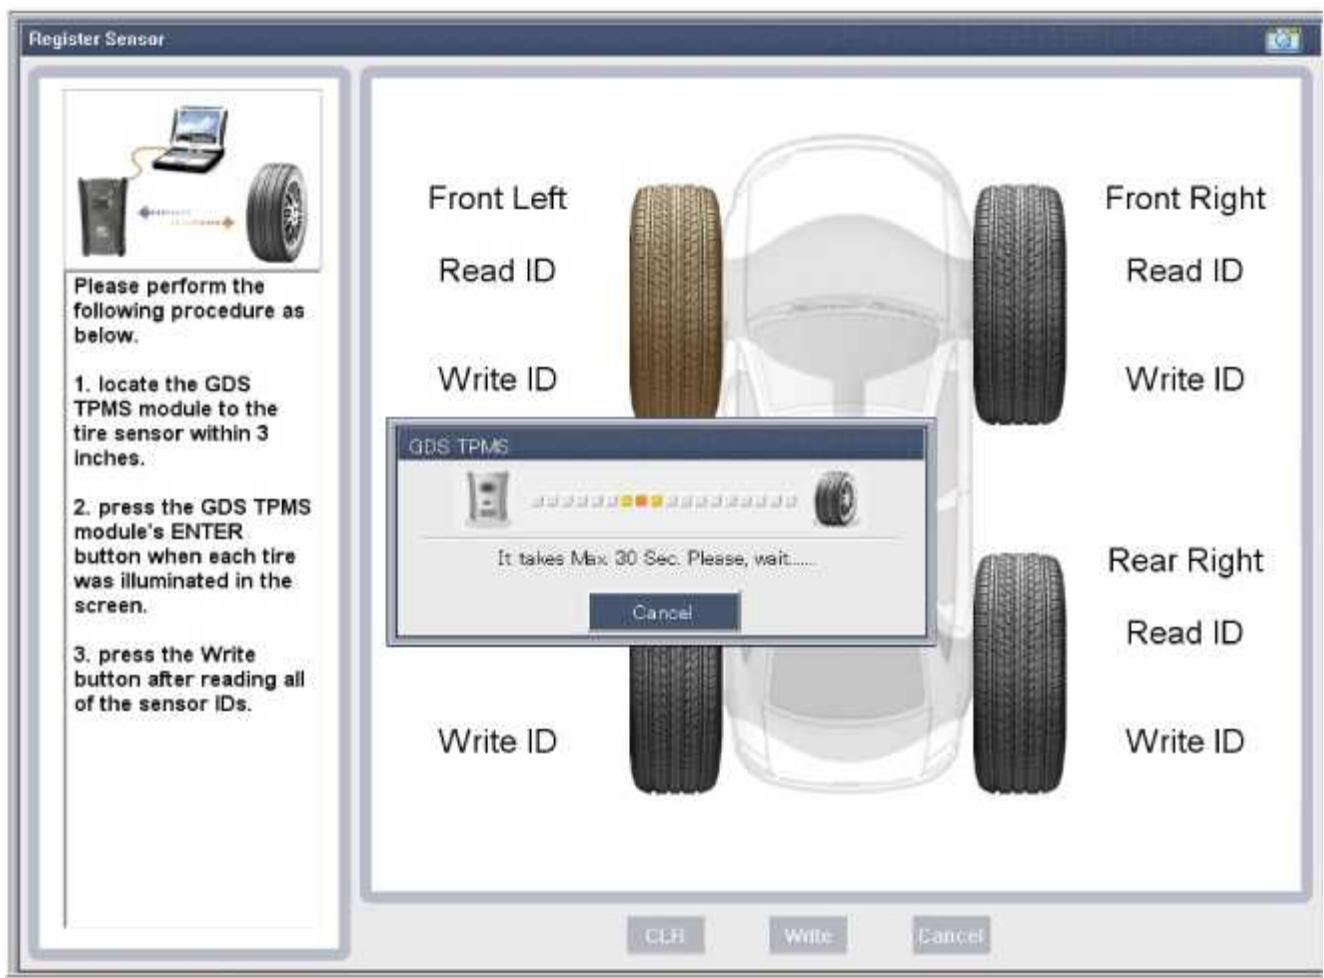 Register Sensor
Please perform the
following procedure as
below.
1. locate the GDS
TPMS module to the
tire sensor within 3
inches.
2. press the GDS TPMS
module's ENTER
button when each tire
was illuminated in the
screen.
3. press the Write
button after reading all
of the sensor IDs.
Front Left
Read ID
Write ID
Front Right
Read ID
Write ID
GDS TPMS
It takes Max. 30 Sec. Please, wait......
Cancel
Write ID
Rear Right
Read ID
Write ID
CLR
Write
Cancel